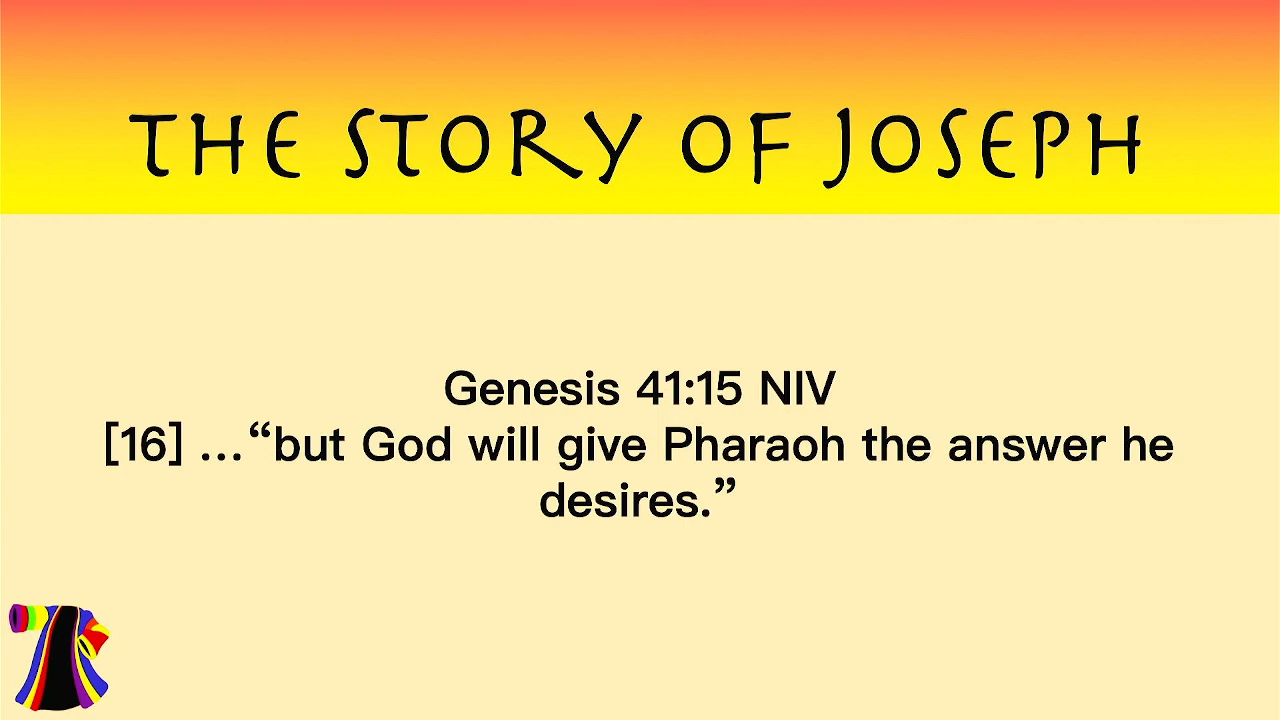 THE STORY OF JOSEPH
Genesis 41:15 NIV
[16] …“but God will give Pharaoh the answer he
desires.”